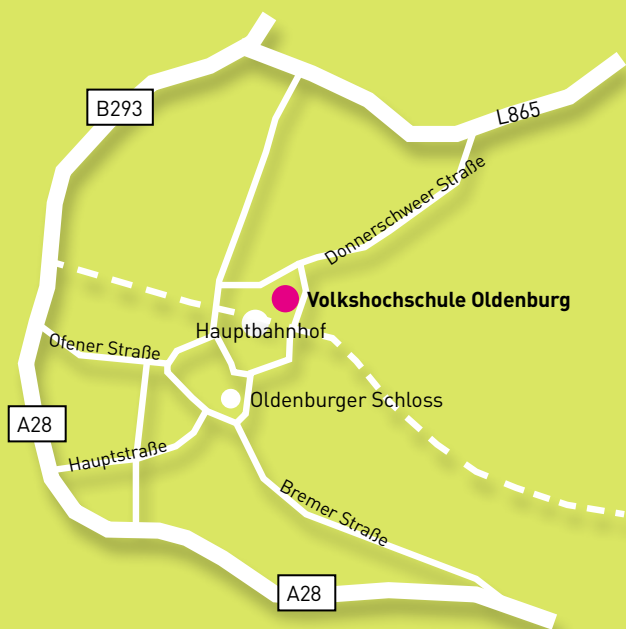 B293
L865
Donnerschweer Straße
Volkshochschule Oldenburg
Hauptbahnhof
Ofener Straße
Oldenburger Schloss
A28
Hauptstraße
Bremer Straße
A28